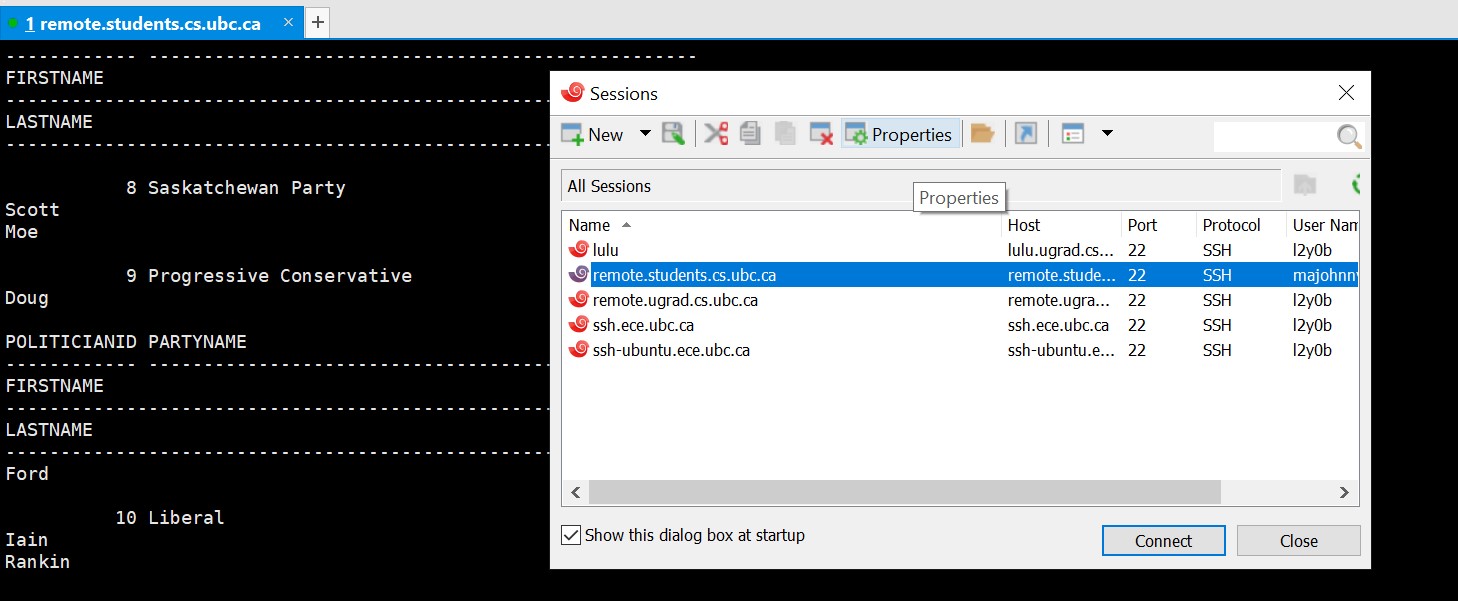 1 remote.students.cs.ubc.ca × +
------------ --------------------------------------------------
FIRSTNAME
--------------------------------------------------
LASTNAME
--------------------------------------------------
8 Saskatchewan Party
Scott
Moe
9 Progressive Conservative
Doug
POLITICIANID PARTYNAME
------------ -------------------------------------
FIRSTNAME
--------------------------------------------------
LASTNAME
--------------------------------------------------
Ford
10 Liberal
Iain
Rankin
Sessions
New Properties
All Sessions
Properties
Name Host Port Protocol User Nam
lulu lulu.ugrad.cs... 22 SSH l2y0b
remote.students.cs.ubc.ca remote.stude... 22 SSH majohnny
remote.ugrad.cs.ubc.ca remote.ugra... 22 SSH l2y0b
ssh.ece.ubc.ca ssh.ece.ubc.ca 22 SSH l2y0b
ssh-ubuntu.ece.ubc.ca ssh-ubuntu.e... 22 SSH l2y0b
Show this dialog box at startup
Connect Close